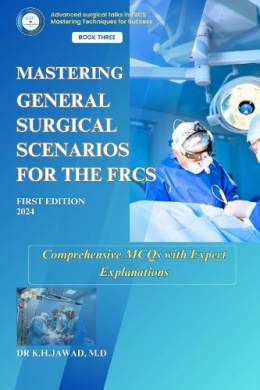 Advanced surgical talks in FRCS
Mastering Techniques for Success
BOOK THREE
MASTERING
GENERAL
SURGICAL
SCENARIOS
FOR THE FRCS
FIRST EDITION
2024
Comprehensive MCQs with Expert
Explanations
DR K.H.JAWAD, M.D